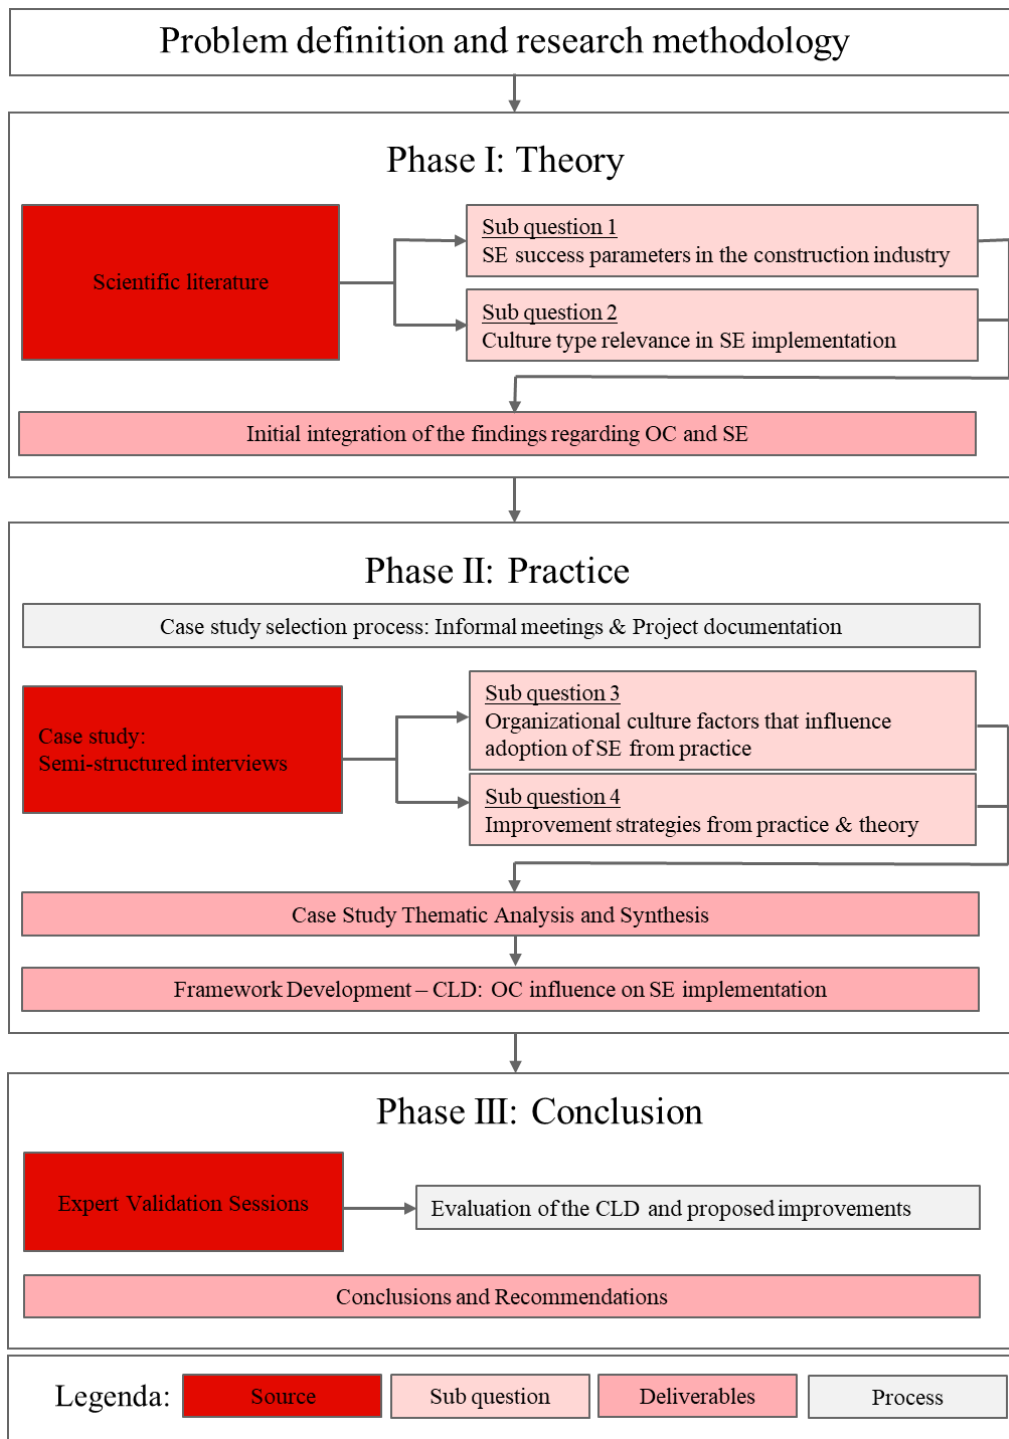 Problem definition and research methodology
Phase I: Theory
Scientific literature
Sub question 1
SE success parameters in the construction industry
Sub question 2
Culture type relevance in SE implementation
Initial integration of the findings regarding OC and SE
Phase II: Practice
Case study selection process: Informal meetings & Project documentation
Case study:
Semi-structured interviews
Sub question 3
Organizational culture factors that influence
adoption of SE from practice
Sub question 4
Improvement strategies from practice & theory
Case Study Thematic Analysis and Synthesis
Framework Development – CLD: OC influence on SE implementation
Phase III: Conclusion
Expert Validation Sessions
Evaluation of the CLD and proposed improvements
Conclusions and Recommendations
Legenda:
Source
Sub question
Deliverables
Process